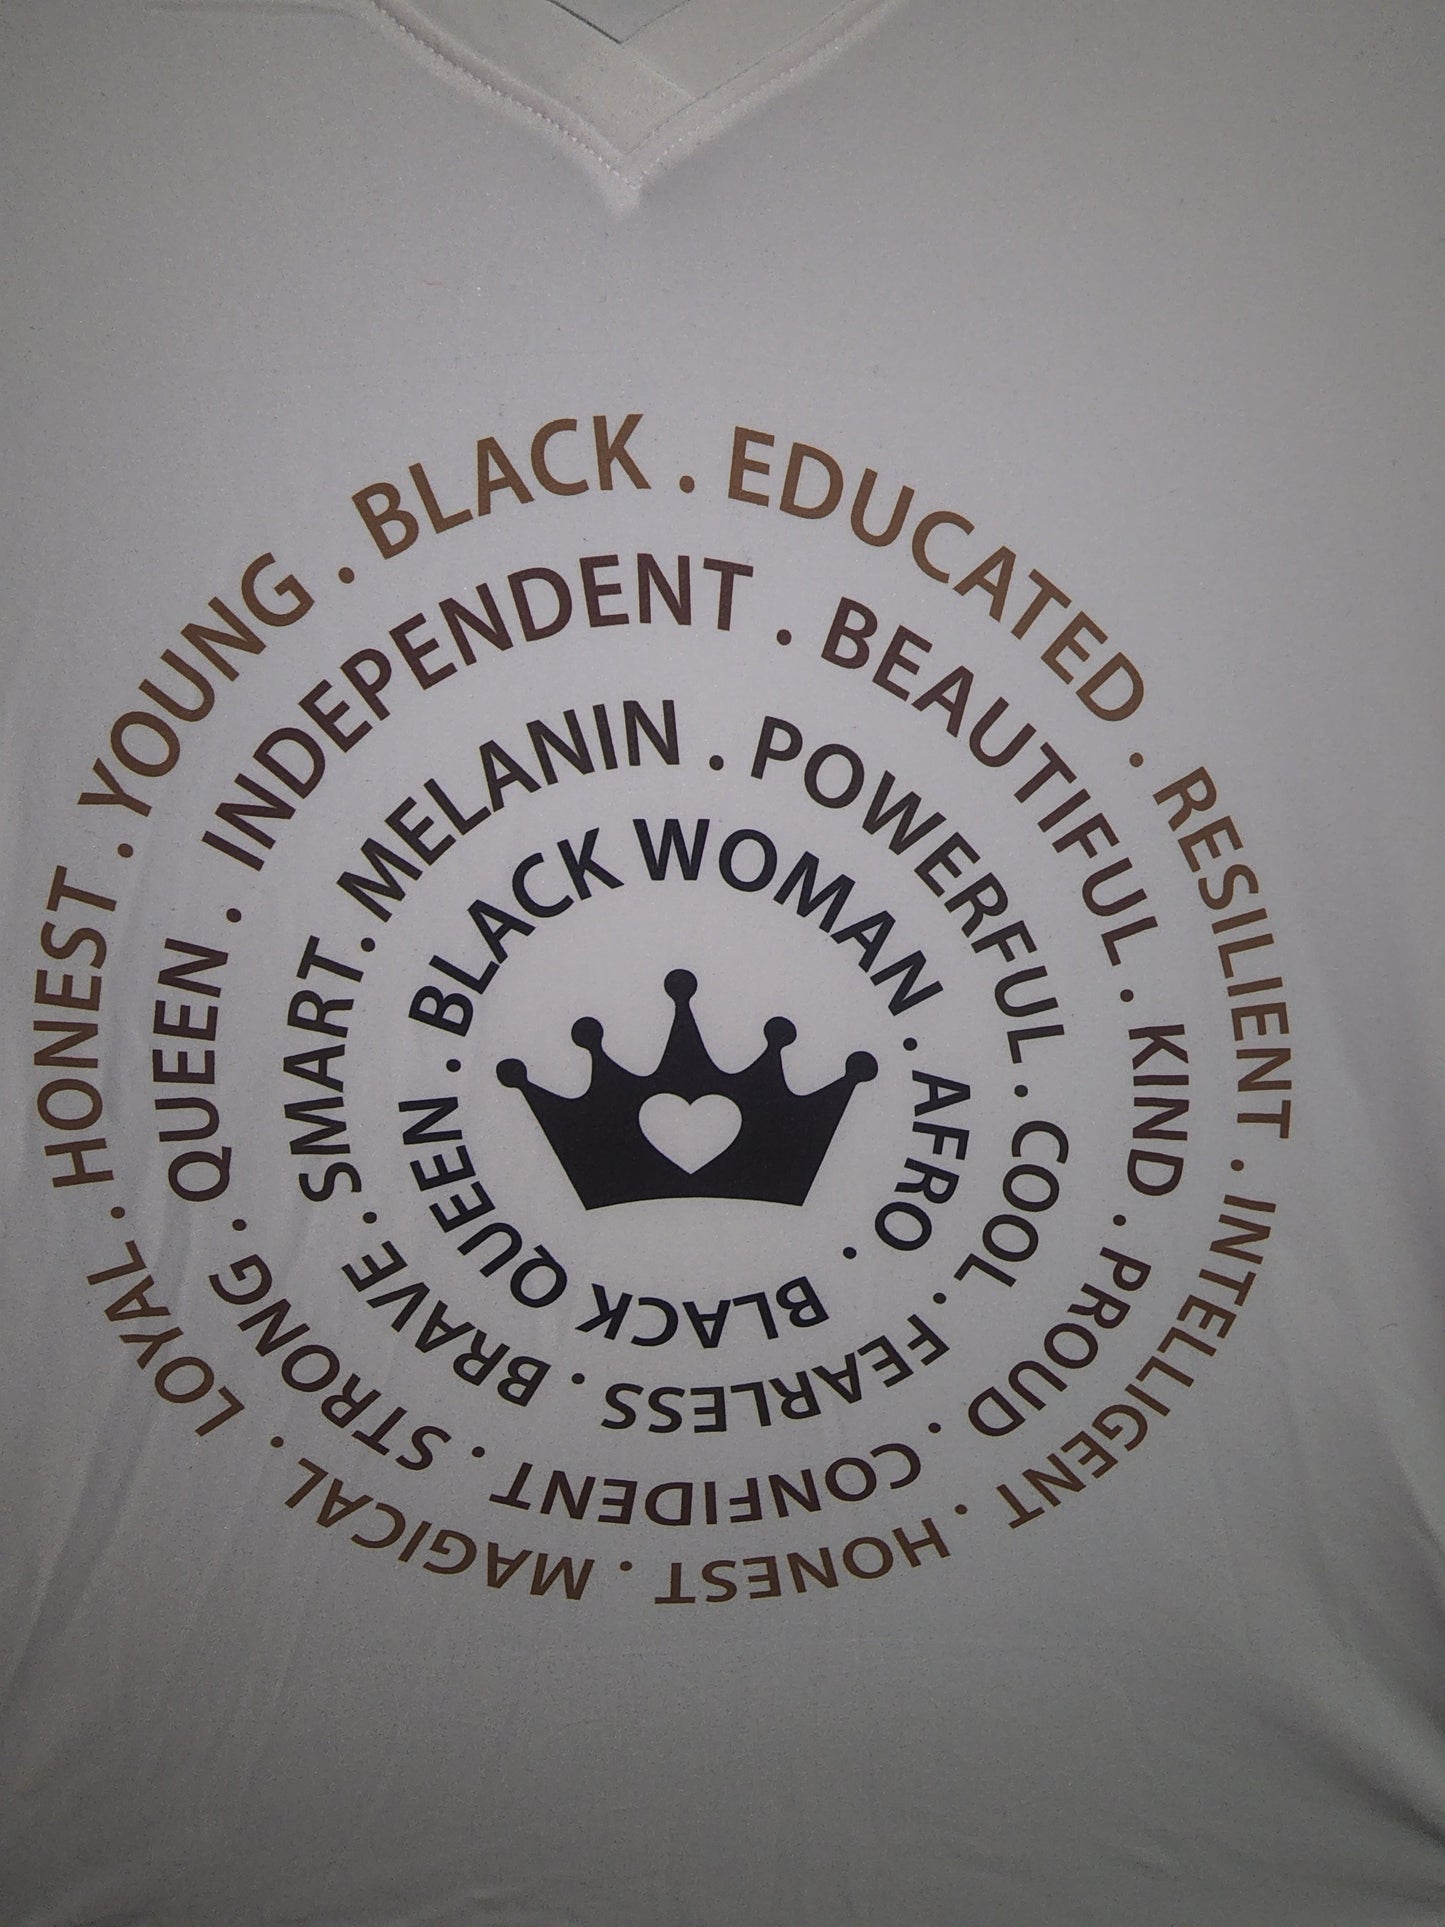 YOUNG . BLACK . EDUCATED . RESILIENT . INTELLIGENT . HONEST . MAGICAL . LOYAL . HONEST .
INDEPENDENT . BEAUTIFUL . KIND . PROUD . CONFIDENT . STRONG . QUEEN .
MELANIN . POWERFUL . COOL . FEARLESS . BRAVE . SMART .
BLACK WOMAN . AFRO . BLACK QUEEN .